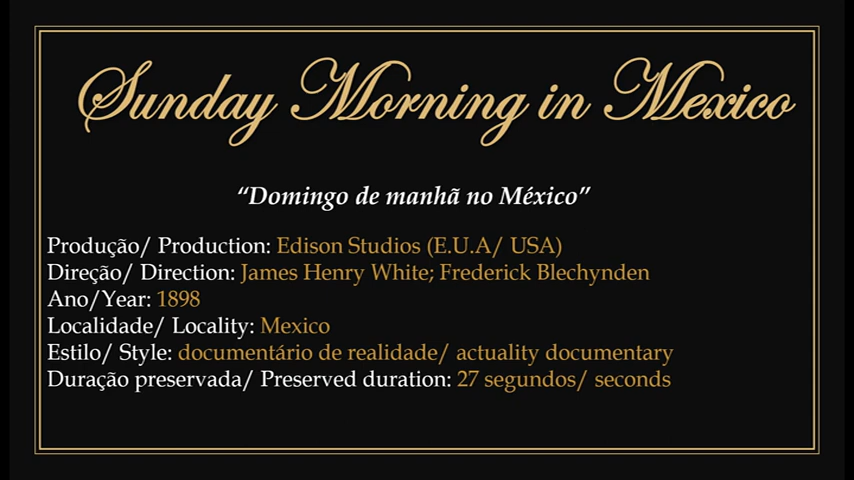 Sunday Morning in Mexico
“Domingo de manhã no México”
Produção/ Production: Edison Studios (E.U.A/ USA)
Direção/ Direction: James Henry White; Frederick Blechynden
Ano/Year: 1898
Localidade/ Locality: Mexico
Estilo/ Style: documentário de realidade/ actuality documentary
Duração preservada/ Preserved duration: 27 segundos/ seconds